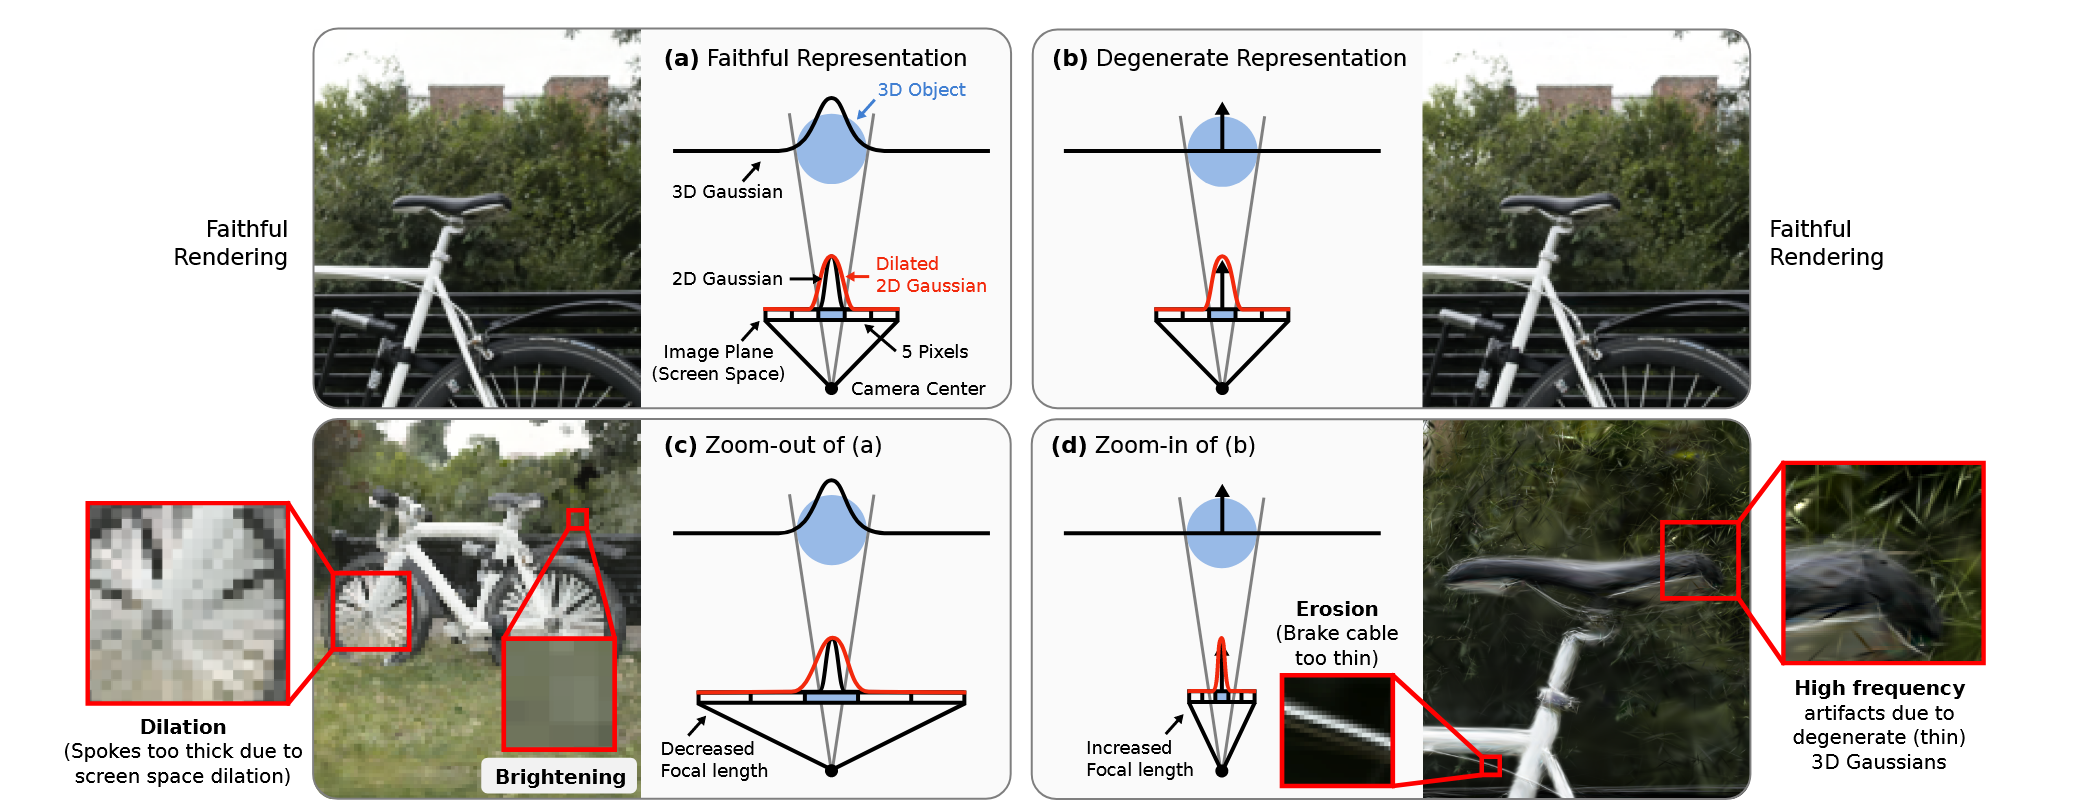 (a) Faithful Representation
3D Object
3D Gaussian
2D Gaussian
Dilated
2D Gaussian
Image Plane
(Screen Space)
5 Pixels
Camera Center
Faithful
Rendering
(b) Degenerate Representation
Faithful
Rendering
(c) Zoom-out of (a)
Decreased
Focal length
Dilation
(Spokes too thick due to
screen space dilation)
Brightening
(d) Zoom-in of (b)
Erosion
(Brake cable
too thin)
Increased
Focal length
High frequency
artifacts due to
degenerate (thin)
3D Gaussians